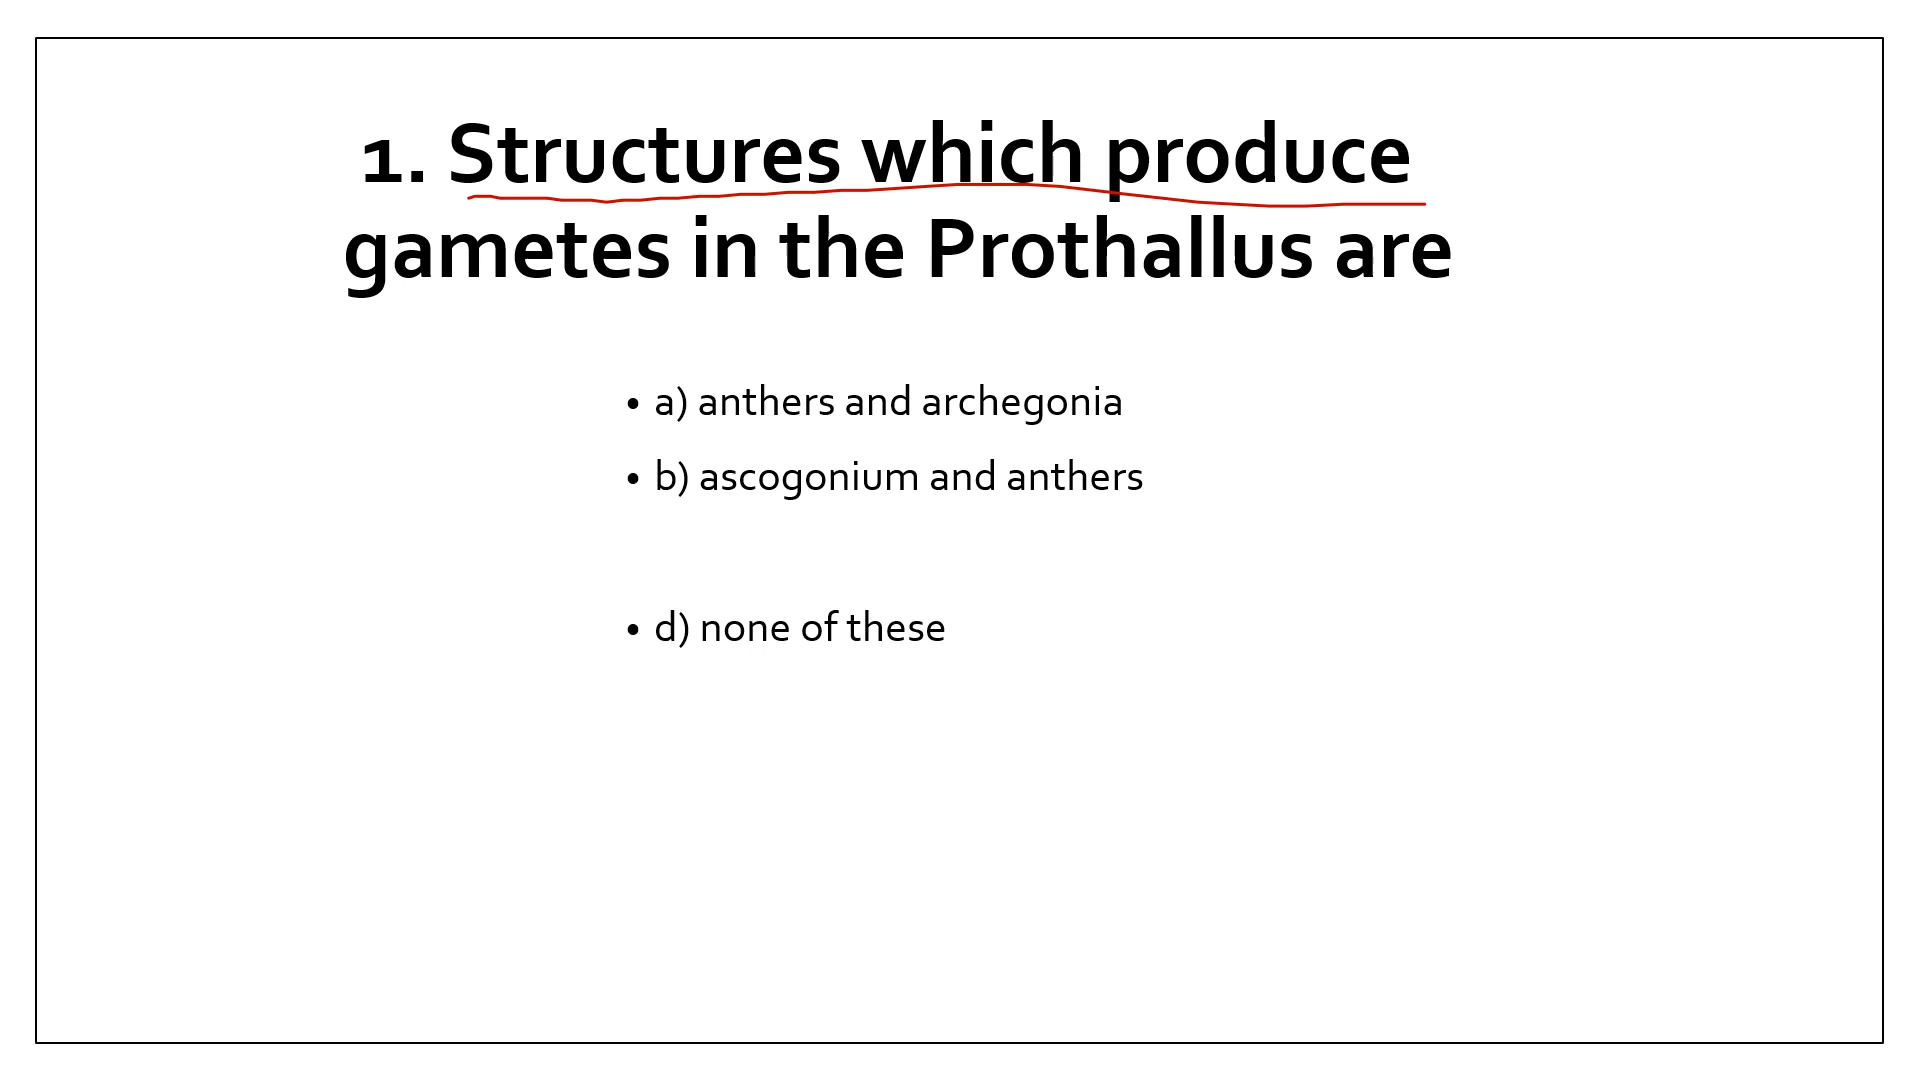 1. Structures which produce
gametes in the Prothallus are
• a) anthers and archegonia
• b) ascogonium and anthers
• d) none of these